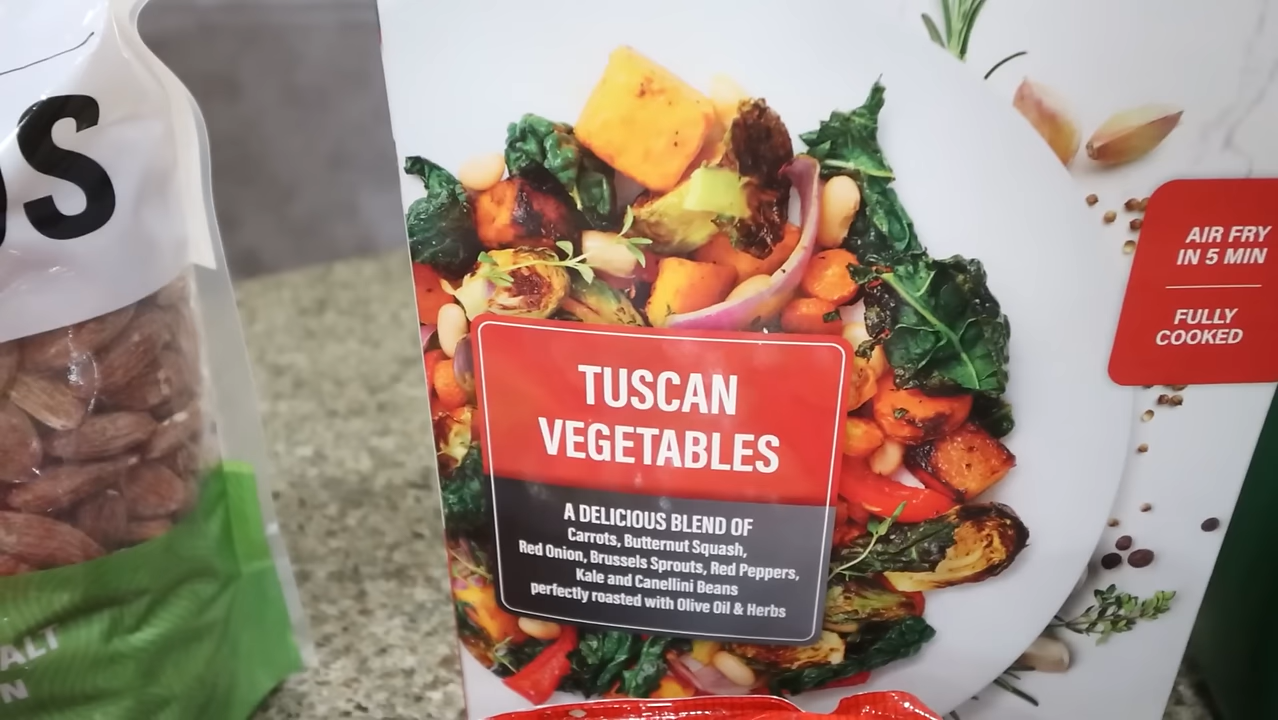 TUSCAN
VEGETABLES
A DELICIOUS BLEND OF
Carrots, Butternut Squash,
Red Onion, Brussels Sprouts, Red Peppers,
Kale and Canellini Beans
perfectly roasted with Olive Oil & Herbs
AIR FRY
IN 5 MIN
FULLY
COOKED